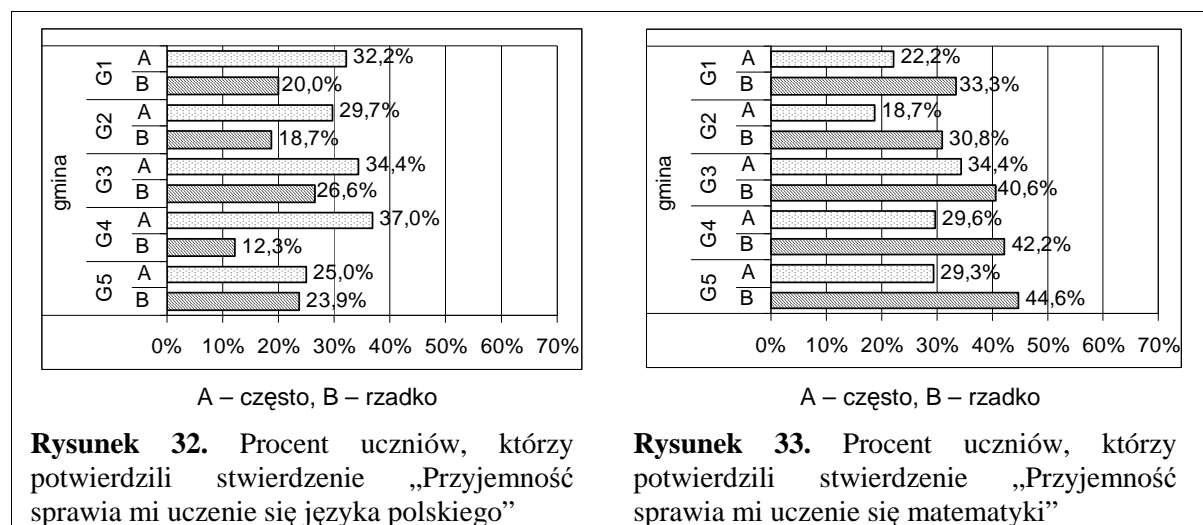 gmina
G1
A
32,2%
B
20,0%
G2
A
29,7%
B
18,7%
G3
A
34,4%
B
26,6%
G4
A
37,0%
B
12,3%
G5
A
25,0%
B
23,9%
0% 10% 20% 30% 40% 50% 60% 70%
A – często, B – rzadko
Rysunek 32. Procent uczniów, którzy
potwierdzili stwierdzenie „Przyjemność
sprawia mi uczenie się języka polskiego”
gmina
G1
A
22,2%
B
33,3%
G2
A
18,7%
B
30,8%
G3
A
34,4%
B
40,6%
G4
A
29,6%
B
42,2%
G5
A
29,3%
B
44,6%
0% 10% 20% 30% 40% 50% 60% 70%
A – często, B – rzadko
Rysunek 33. Procent uczniów, którzy
potwierdzili stwierdzenie „Przyjemność
sprawia mi uczenie się matematyki”